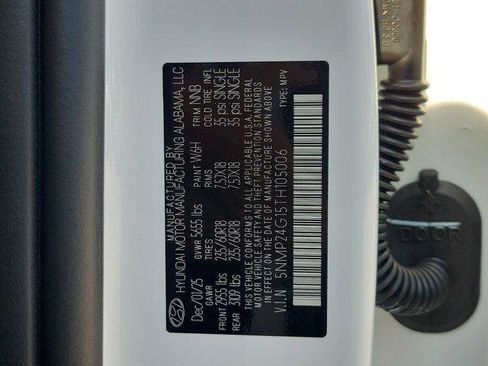 MANUFACTURED BY
HYUNDAI MOTOR MANUFACTURING ALABAMA, LLC
Dec/01/25 GVWR 5655 lbs PAINT W6H TRIM NNB
GAWR TIRES RIMS COLD TIRE INFL
FRONT 2955 lbs 235/60R18 7.5JX18 35 psi SINGLE
REAR 3109 lbs 235/60R18 7.5JX18 35 psi SINGLE
THIS VEHICLE CONFORMS TO ALL APPLICABLE U.S.A. FEDERAL
MOTOR VEHICLE SAFETY AND THEFT PREVENTION STANDARDS
IN EFFECT ON THE DATE OF MANUFACTURE SHOWN ABOVE
V.I.N 5NMP24G15TH105006 TYPE: MPV
DOOR